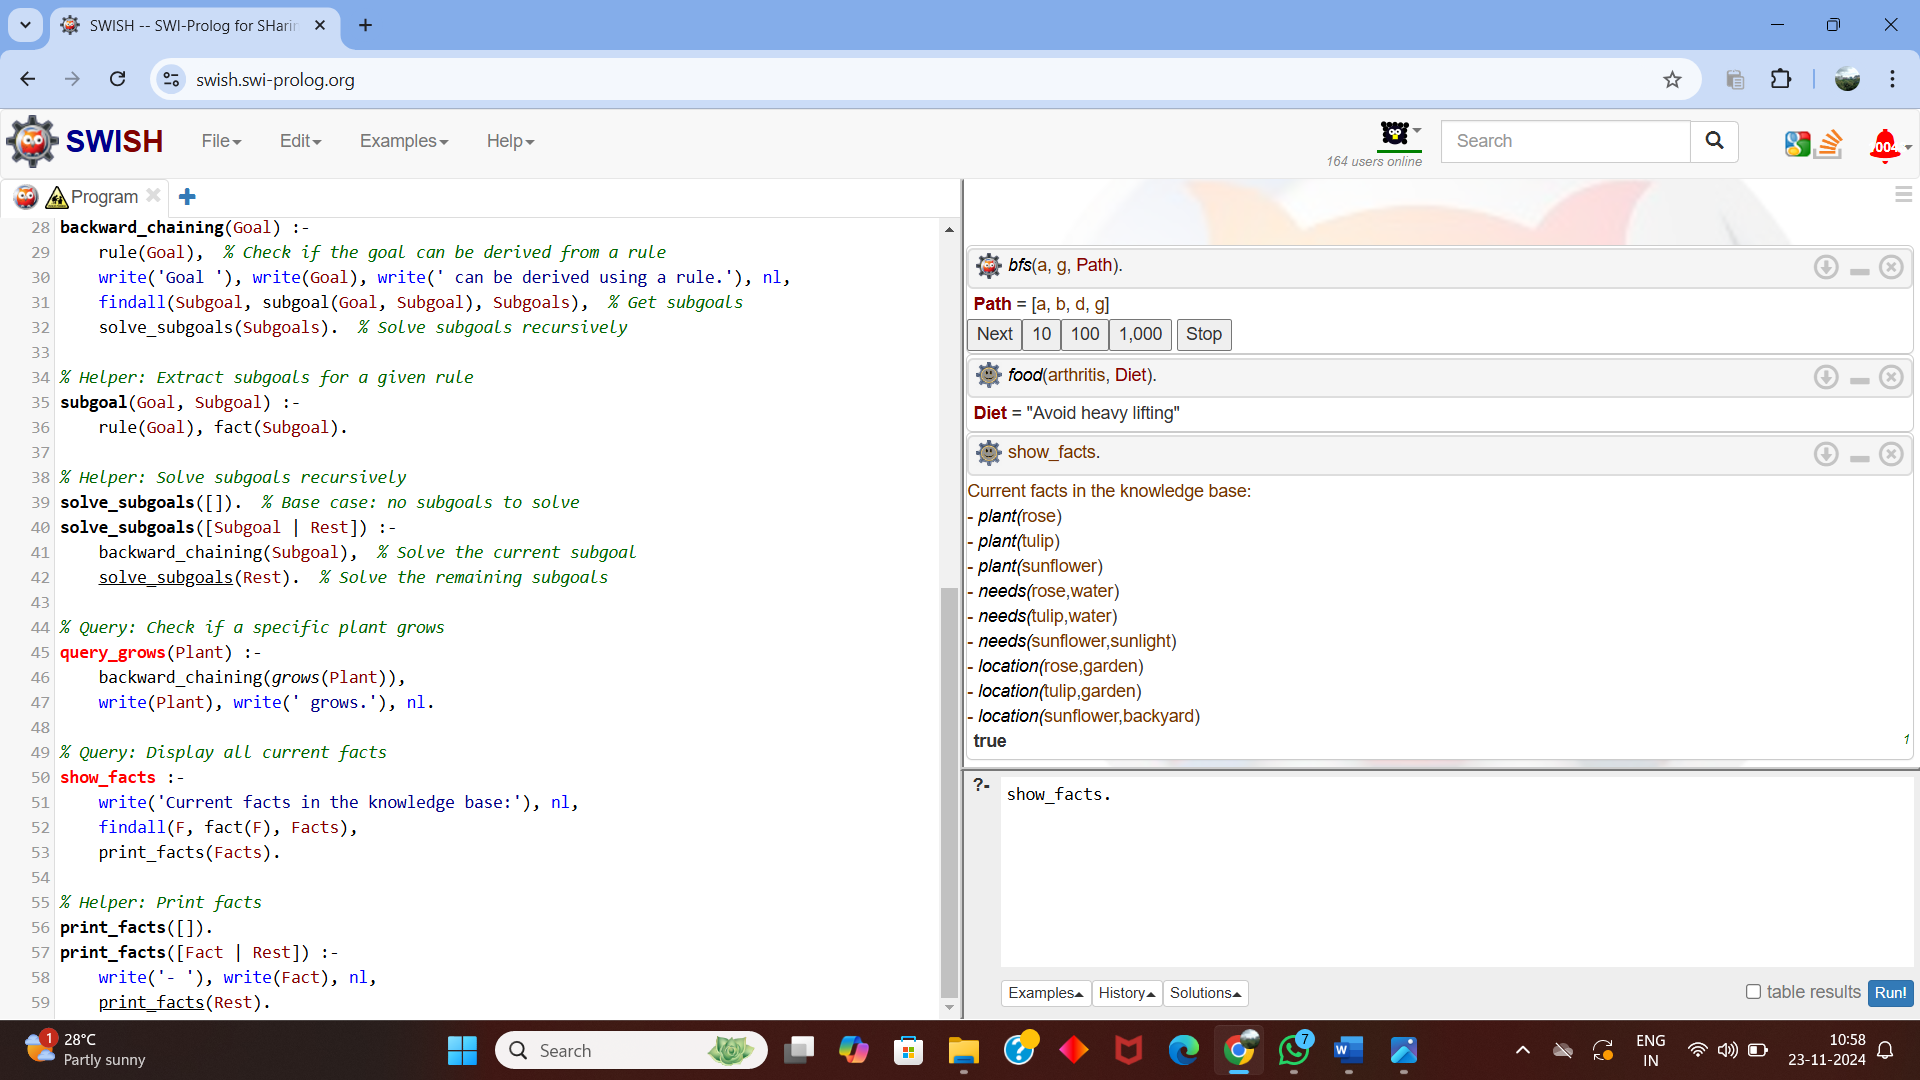 SWISH -- SWI-Prolog for SHarin
swish.swi-prolog.org
SWISH
File
Edit
Examples
Help
164 users online
Search
Program
28 backward_chaining(Goal) :-
29 rule(Goal),  % Check if the goal can be derived from a rule
30 write('Goal '), write(Goal), write(' can be derived using a rule.'), nl,
31 findall(Subgoal, subgoal(Goal, Subgoal), Subgoals),  % Get subgoals
32 solve_subgoals(Subgoals).  % Solve subgoals recursively
33
34 % Helper: Extract subgoals for a given rule
35 subgoal(Goal, Subgoal) :-
36 rule(Goal), fact(Subgoal).
37
38 % Helper: Solve subgoals recursively
39 solve_subgoals([]).  % Base case: no subgoals to solve
40 solve_subgoals([Subgoal | Rest]) :-
41 backward_chaining(Subgoal),  % Solve the current subgoal
42 solve_subgoals(Rest).  % Solve the remaining subgoals
43
44 % Query: Check if a specific plant grows
45 query_grows(Plant) :-
46 backward_chaining(grows(Plant)),
47 write(Plant), write(' grows.'), nl.
48
49 % Query: Display all current facts
50 show_facts :-
51 write('Current facts in the knowledge base:'), nl,
52 findall(F, fact(F), Facts),
53 print_facts(Facts).
54
55 % Helper: Print facts
56 print_facts([]).
57 print_facts([Fact | Rest]) :-
58 write('- '), write(Fact), nl,
59 print_facts(Rest).
bfs(a, g, Path).
Path = [a, b, d, g]
Next 10 100 1,000 Stop
food(arthritis, Diet).
Diet = "Avoid heavy lifting"
show_facts.
Current facts in the knowledge base:
- plant(rose)
- plant(tulip)
- plant(sunflower)
- needs(rose,water)
- needs(tulip,water)
- needs(sunflower,sunlight)
- location(rose,garden)
- location(tulip,garden)
- location(sunflower,backyard)
true
1
?- show_facts.
Examples History Solutions
table results Run!
1
28°C
Partly sunny
Search
7
W
ENG
IN
10:58
23-11-2024